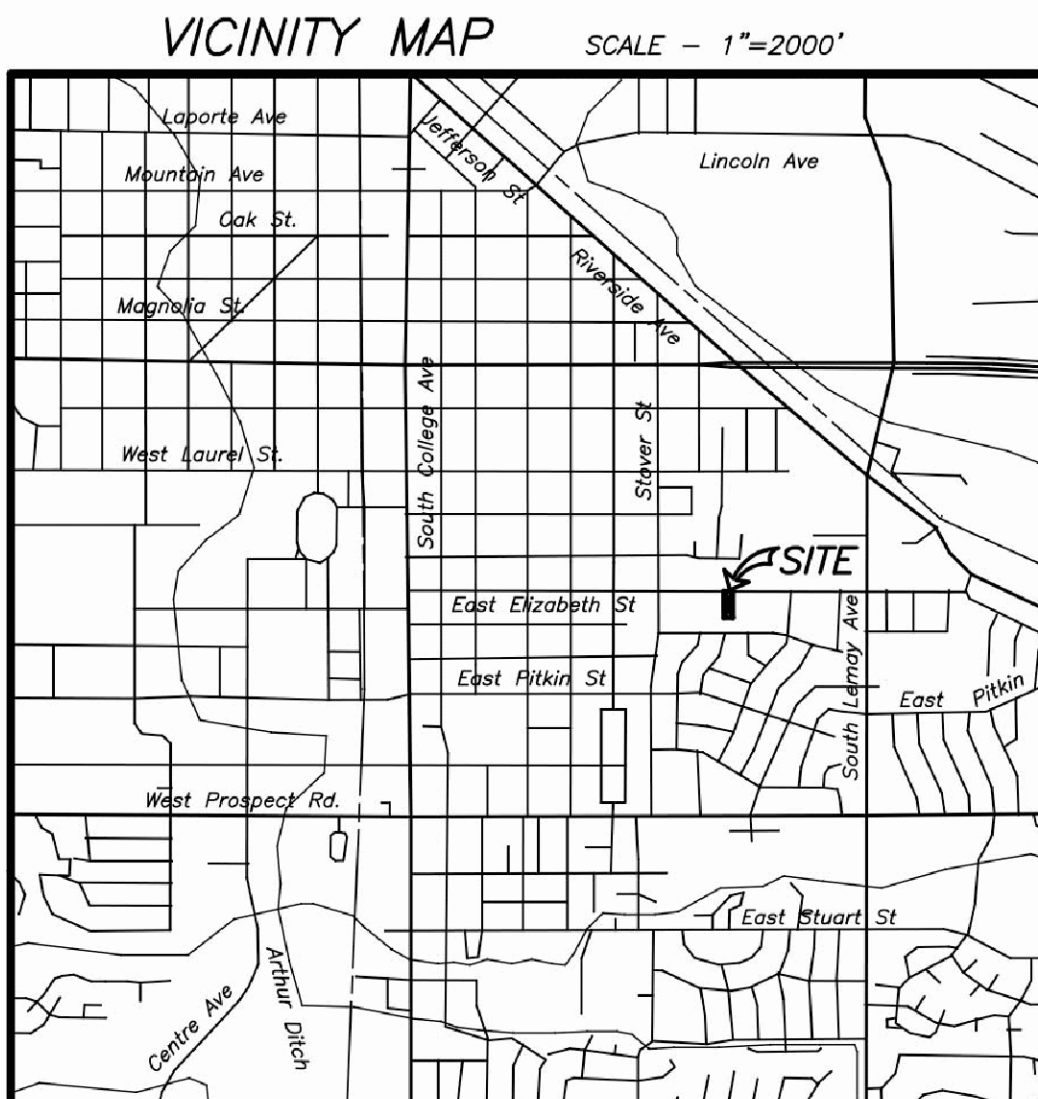 VICINITY MAP
SCALE - 1"=2000'
Laporte Ave
Jefferson St
Lincoln Ave
Mountain Ave
Oak St.
Riverside Ave
Magnolia St.
South College Ave
Stover St
West Laurel St.
SITE
East Elizabeth St
South Lemay Ave
East Pitkin St
East Pitkin
West Prospect Rd.
East Stuart St
Arthur Ditch
Centre Ave